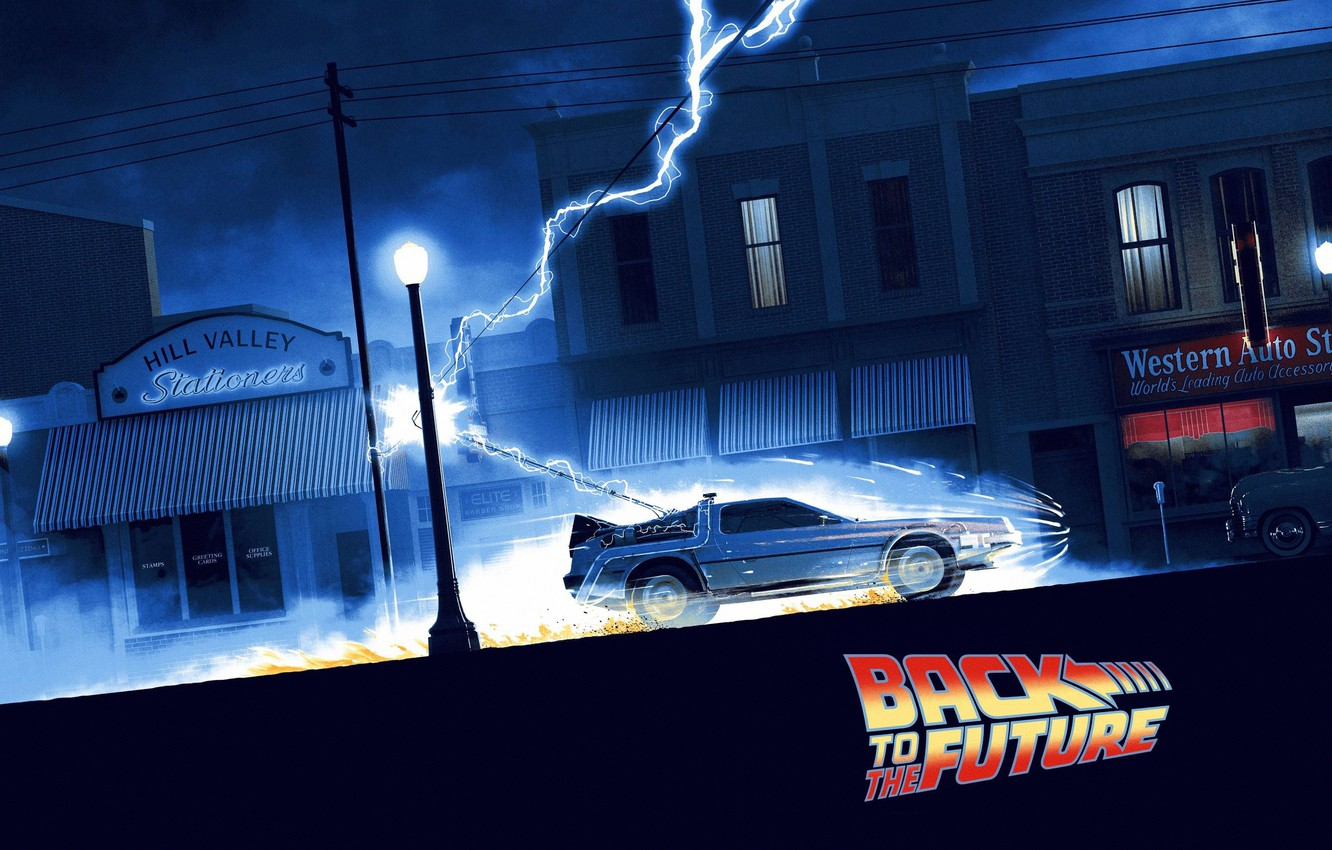 HILL VALLEY
Stationers
STAMPS
GREETING
CARDS
OFFICE
SUPPLIES
ELITE
BARBER SHOP
Western Auto St
World's Leading Auto Accessor
BACK
TO THE FUTURE